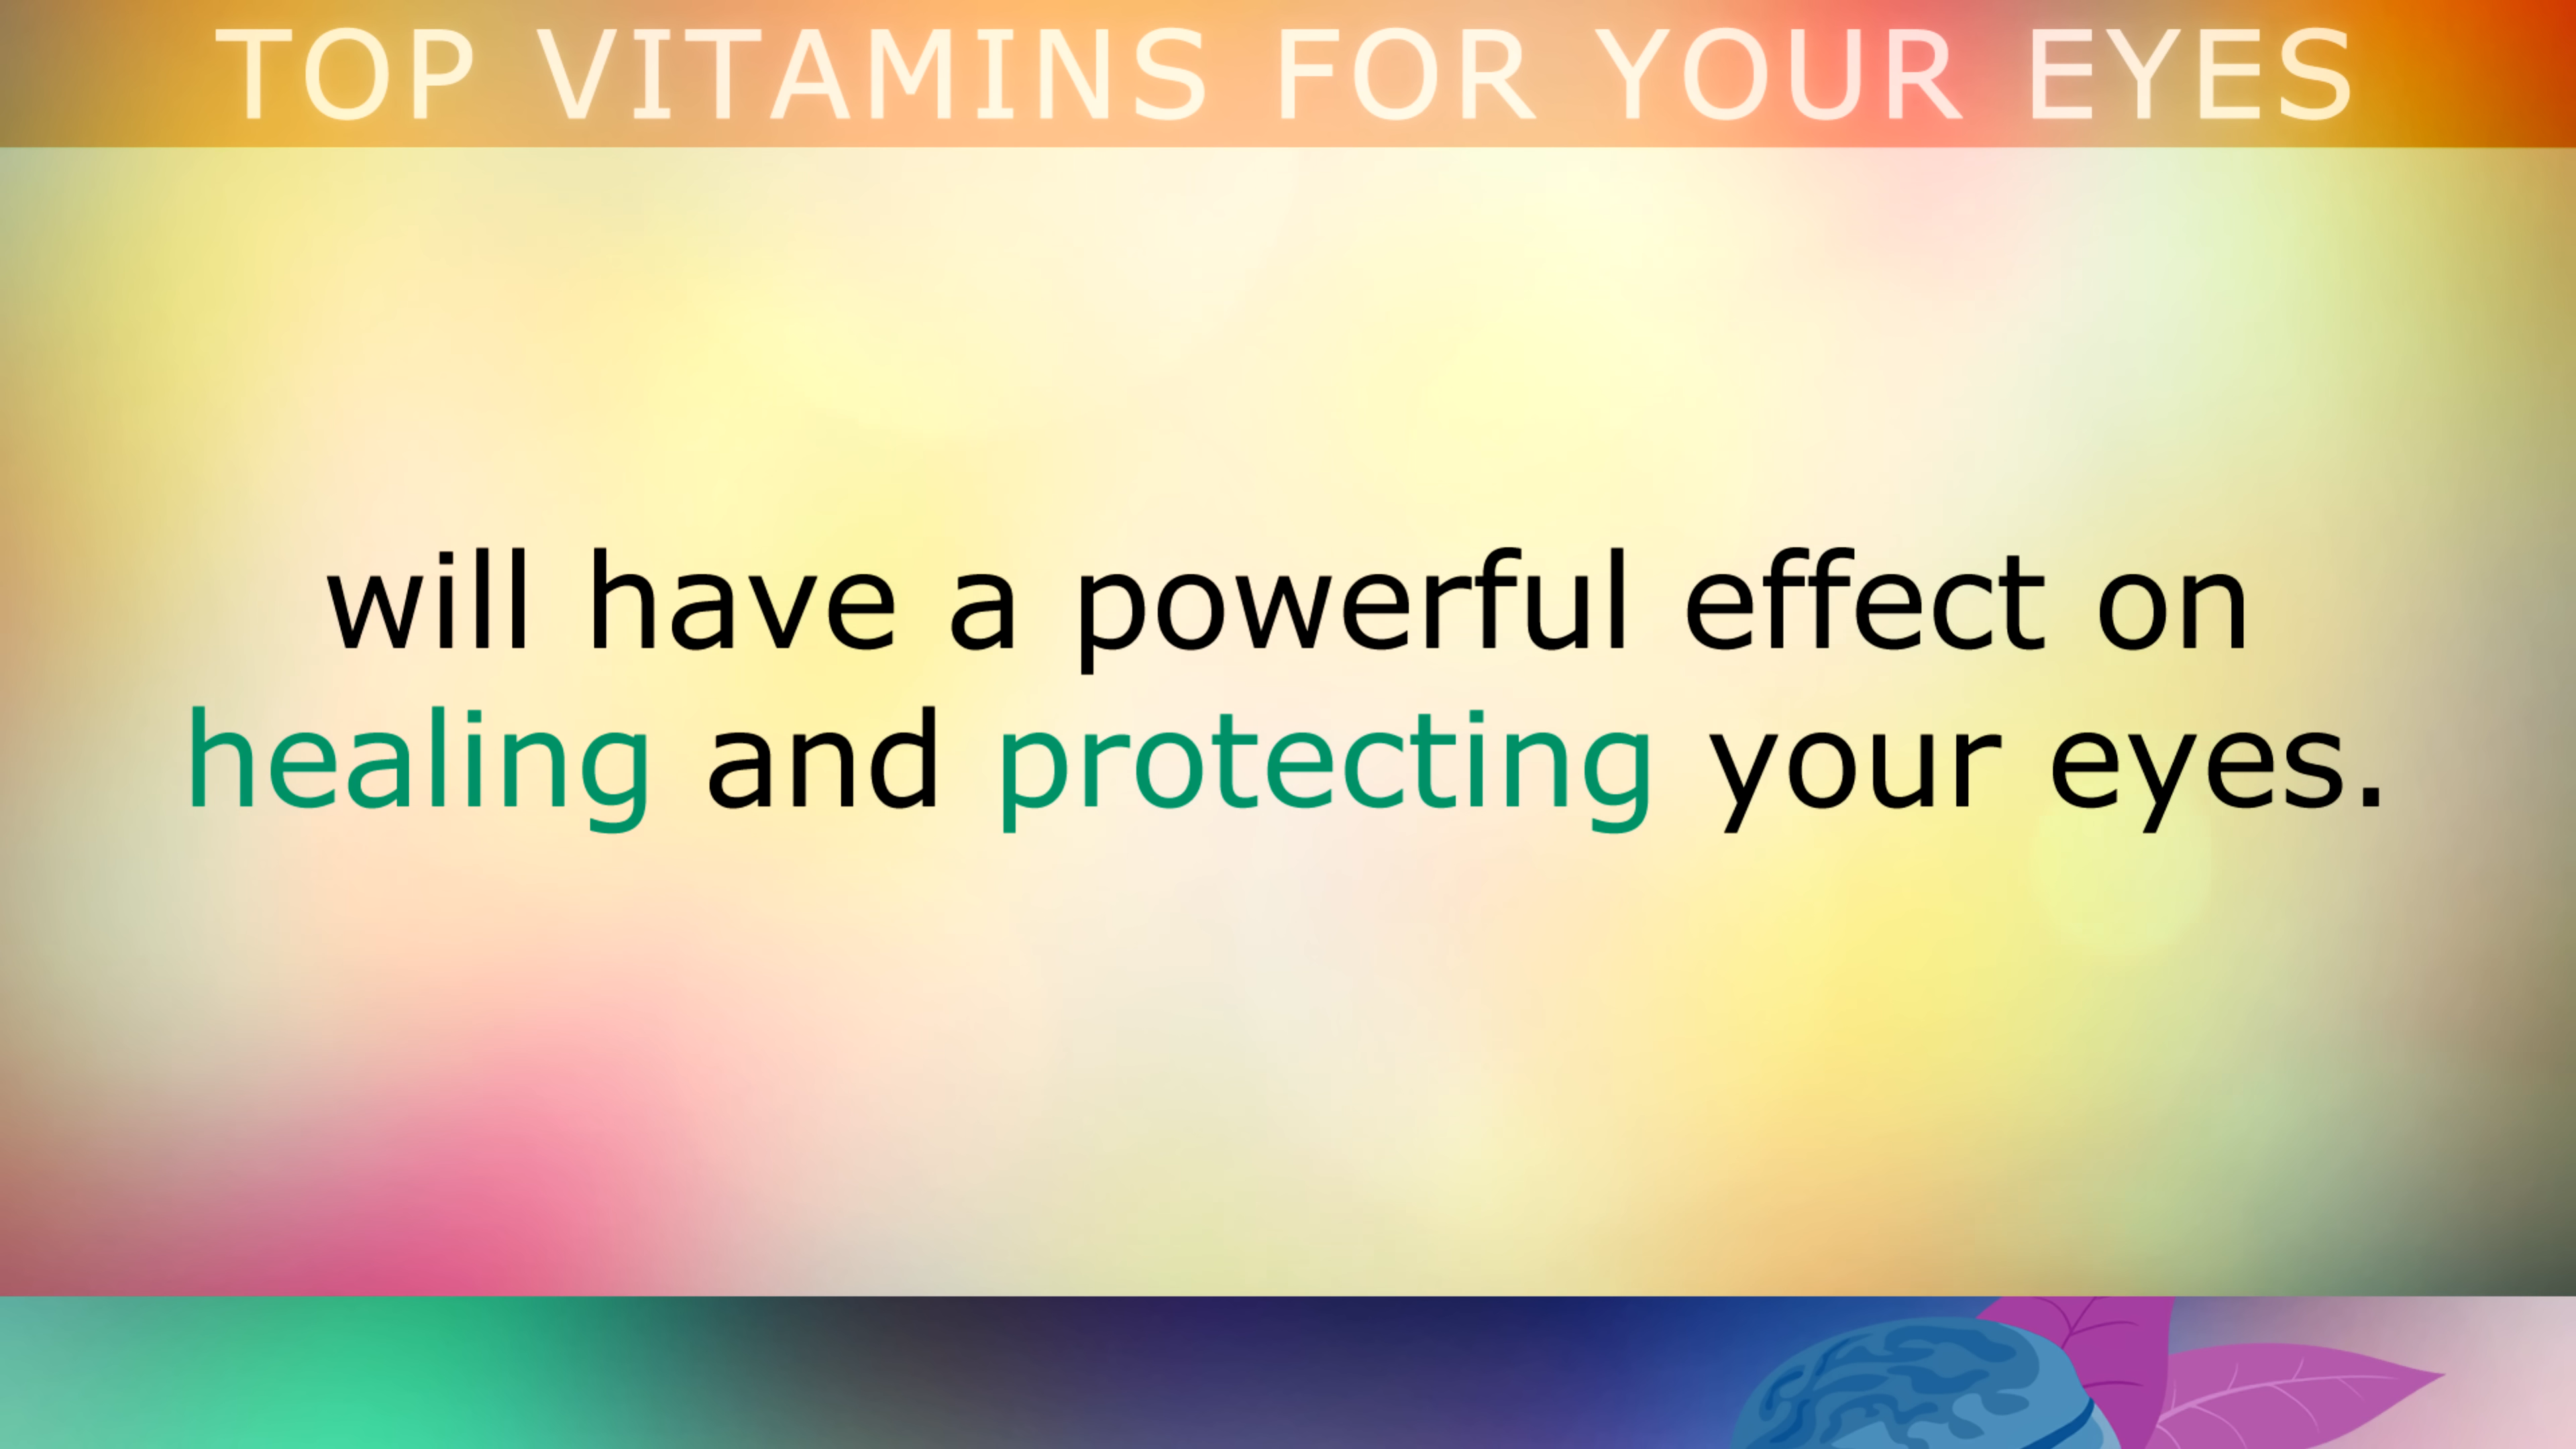 TOP VITAMINS FOR YOUR EYES
will have a powerful effect on
healing and protecting your eyes.